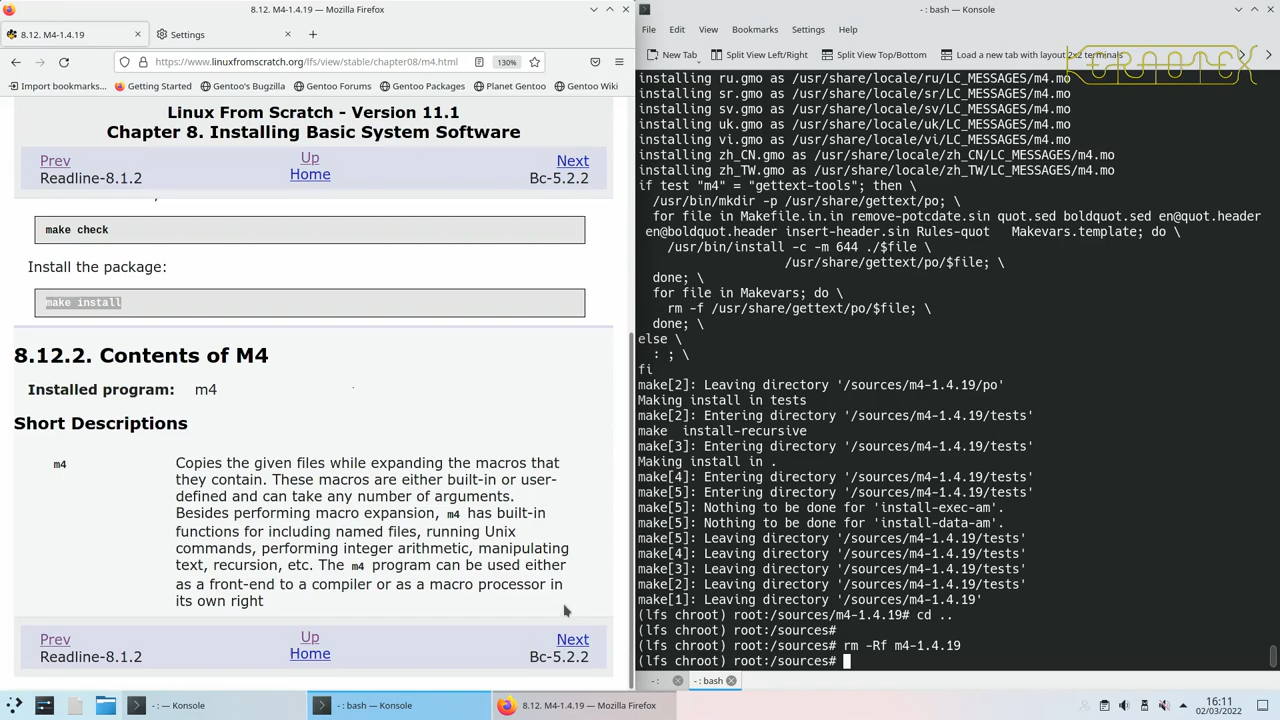 8.12. M4-1.4.19 — Mozilla Firefox
8.12. M4-1.4.19
Settings
https://www.linuxfromscratch.org/lfs/view/stable/chapter08/m4.html
130%
Import bookmarks...
Getting Started
Gentoo's Bugzilla
Gentoo Forums
Gentoo Packages
Planet Gentoo
Gentoo Wiki
Linux From Scratch - Version 11.1
Chapter 8. Installing Basic System Software
Prev
Up
Next
Readline-8.1.2
Home
Bc-5.2.2
make check
Install the package:
make install
8.12.2. Contents of M4
Installed program: m4
Short Descriptions
m4
Copies the given files while expanding the macros that
they contain. These macros are either built-in or user-
defined and can take any number of arguments.
Besides performing macro expansion, m4 has built-in
functions for including named files, running Unix
commands, performing integer arithmetic, manipulating
text, recursion, etc. The m4 program can be used either
as a front-end to a compiler or as a macro processor in
its own right
Prev
Up
Next
Readline-8.1.2
Home
Bc-5.2.2
- : bash — Konsole
File Edit View Bookmarks Settings Help
New Tab
Split View Left/Right
Split View Top/Bottom
Load a new tab with layout 2x2 terminals
KERNOTEX
installing ru.gmo as /usr/share/locale/ru/LC_MESSAGES/m4.mo
installing sr.gmo as /usr/share/locale/sr/LC_MESSAGES/m4.mo
installing sv.gmo as /usr/share/locale/sv/LC_MESSAGES/m4.mo
installing uk.gmo as /usr/share/locale/uk/LC_MESSAGES/m4.mo
installing vi.gmo as /usr/share/locale/vi/LC_MESSAGES/m4.mo
installing zh_CN.gmo as /usr/share/locale/zh_CN/LC_MESSAGES/m4.mo
installing zh_TW.gmo as /usr/share/locale/zh_TW/LC_MESSAGES/m4.mo
if test "m4" = "gettext-tools"; then \
/usr/bin/mkdir -p /usr/share/gettext/po; \
for file in Makefile.in.in remove-potcdate.sin quot.sed boldquot.sed en@quot.header
en@boldquot.header insert-header.sin Rules-quot Makevars.template; do \
/usr/bin/install -c -m 644 ./$file \
/usr/share/gettext/po/$file; \
done; \
for file in Makevars; do \
rm -f /usr/share/gettext/po/$file; \
done; \
else \
: ; \
fi
make[2]: Leaving directory '/sources/m4-1.4.19/po'
Making install in tests
make[2]: Entering directory '/sources/m4-1.4.19/tests'
make install-recursive
make[3]: Entering directory '/sources/m4-1.4.19/tests'
Making install in .
make[4]: Entering directory '/sources/m4-1.4.19/tests'
make[5]: Entering directory '/sources/m4-1.4.19/tests'
make[5]: Nothing to be done for 'install-exec-am'.
make[5]: Nothing to be done for 'install-data-am'.
make[5]: Leaving directory '/sources/m4-1.4.19/tests'
make[4]: Leaving directory '/sources/m4-1.4.19/tests'
make[3]: Leaving directory '/sources/m4-1.4.19/tests'
make[2]: Leaving directory '/sources/m4-1.4.19/tests'
make[1]: Leaving directory '/sources/m4-1.4.19'
(lfs chroot) root:/sources/m4-1.4.19# cd ..
(lfs chroot) root:/sources#
(lfs chroot) root:/sources# rm -Rf m4-1.4.19
(lfs chroot) root:/sources#
- :
- : bash
- : — Konsole
- : bash — Konsole
8.12. M4-1.4.19 — Mozilla Firefox
16:11
02/03/2022